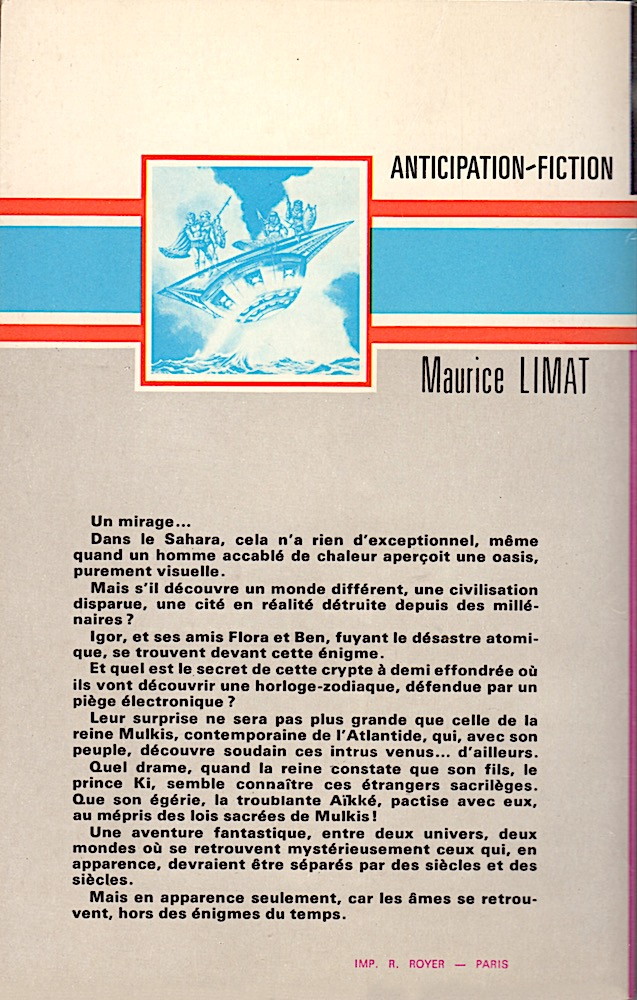 ANTICIPATION-FICTION
Maurice LIMAT
Un mirage...
Dans le Sahara, cela n'a rien d'exceptionnel, même
quand un homme accablé de chaleur aperçoit une oasis,
purement visuelle.
Mais s'il découvre un monde différent, une civilisation
disparue, une cité en réalité détruite depuis des millé-
naires ?
Igor, et ses amis Flora et Ben, fuyant le désastre atomi-
que, se trouvent devant cette énigme.
Et quel est le secret de cette crypte à demi effondrée où
ils vont découvrir une horloge-zodiaque, défendue par un
piège électronique ?
Leur surprise ne sera pas plus grande que celle de la
reine Mulkis, contemporaine de l'Atlantide, qui, avec son
peuple, découvre soudain ces intrus venus... d'ailleurs.
Quel drame, quand la reine constate que son fils, le
prince Ki, semble connaître ces étrangers sacrilèges.
Que son égérie, la troublante Aïkké, pactise avec eux,
au mépris des lois sacrées de Mulkis !
Une aventure fantastique, entre deux univers, deux
mondes où se retrouvent mystérieusement ceux qui, en
apparence, devraient être séparés par des siècles et des
siècles.
Mais en apparence seulement, car les âmes se retrou-
vent, hors des énigmes du temps.
IMP. R. ROYER — PARIS